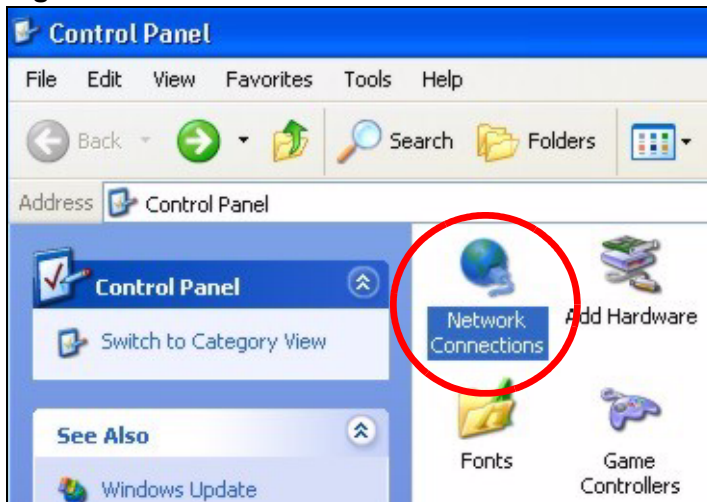 Control Panel
File Edit View Favorites Tools Help
Back Search Folders
Address Control Panel
Control Panel
Switch to Category View
See Also
Windows Update
Network
Connections
Add Hardware
Fonts
Game
Controllers